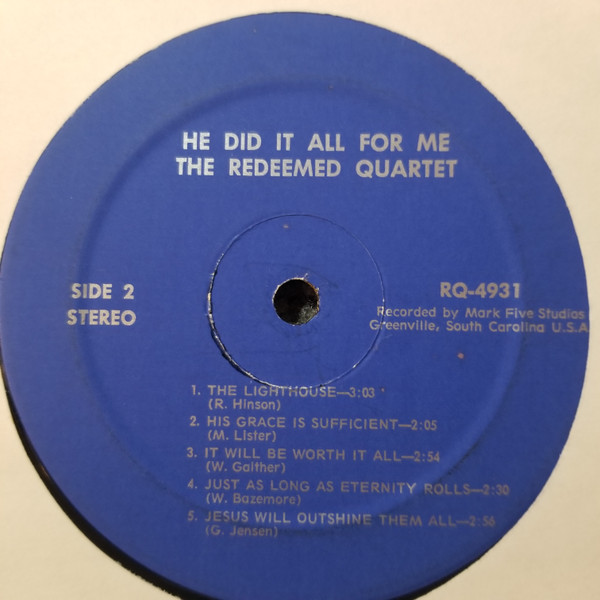 HE DID IT ALL FOR ME
THE REDEEMED QUARTET
SIDE 2
STEREO
RQ-4931
Recorded by Mark Five Studios
Greenville, South Carolina U.S.A
1. THE LIGHTHOUSE—3:03
(R. Hinson)
2. HIS GRACE IS SUFFICIENT—2:05
(M. Lister)
3. IT WILL BE WORTH IT ALL—2:54
(W. Gaither)
4. JUST AS LONG AS ETERNITY ROLLS—2:30
(W. Bazemore)
5. JESUS WILL OUTSHINE THEM ALL—2:56
(G. Jensen)